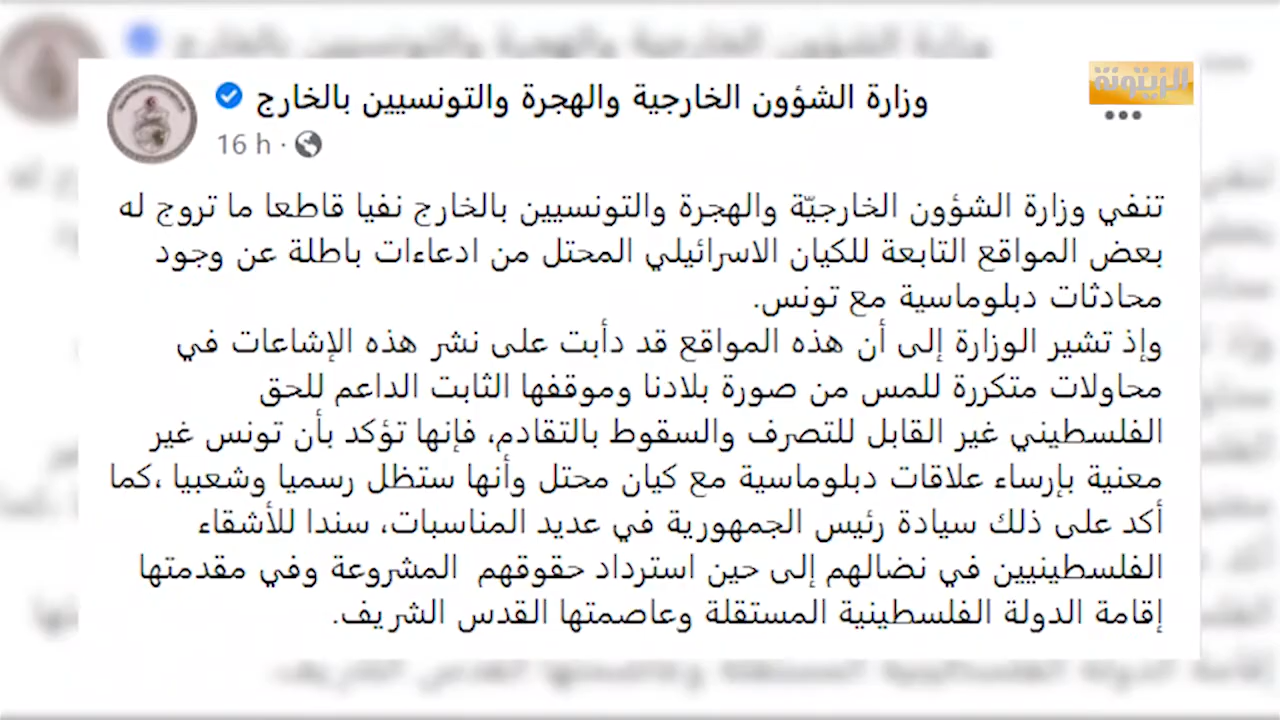 وزارة الشؤون الخارجية والهجرة والتونسيين بالخارج
16 h ·
الزيتونة
تنفي وزارة الشؤون الخارجيّة والهجرة والتونسيين بالخارج نفيا قاطعا ما تروج له
بعض المواقع التابعة للكيان الاسرائيلي المحتل من ادعاءات باطلة عن وجود
محادثات دبلوماسية مع تونس.
وإذ تشير الوزارة إلى أن هذه المواقع قد دأبت على نشر هذه الإشاعات في
محاولات متكررة للمس من صورة بلادنا وموقفها الثابت الداعم للحق
الفلسطيني غير القابل للتصرف والسقوط بالتقادم، فإنها تؤكد بأن تونس غير
معنية بإرساء علاقات دبلوماسية مع كيان محتل وأنها ستظل رسميا وشعبيا ،كما
أكد على ذلك سيادة رئيس الجمهورية في عديد المناسبات، سندا للأشقاء
الفلسطينيين في نضالهم إلى حين استرداد حقوقهم المشروعة وفي مقدمتها
إقامة الدولة الفلسطينية المستقلة وعاصمتها القدس الشريف.